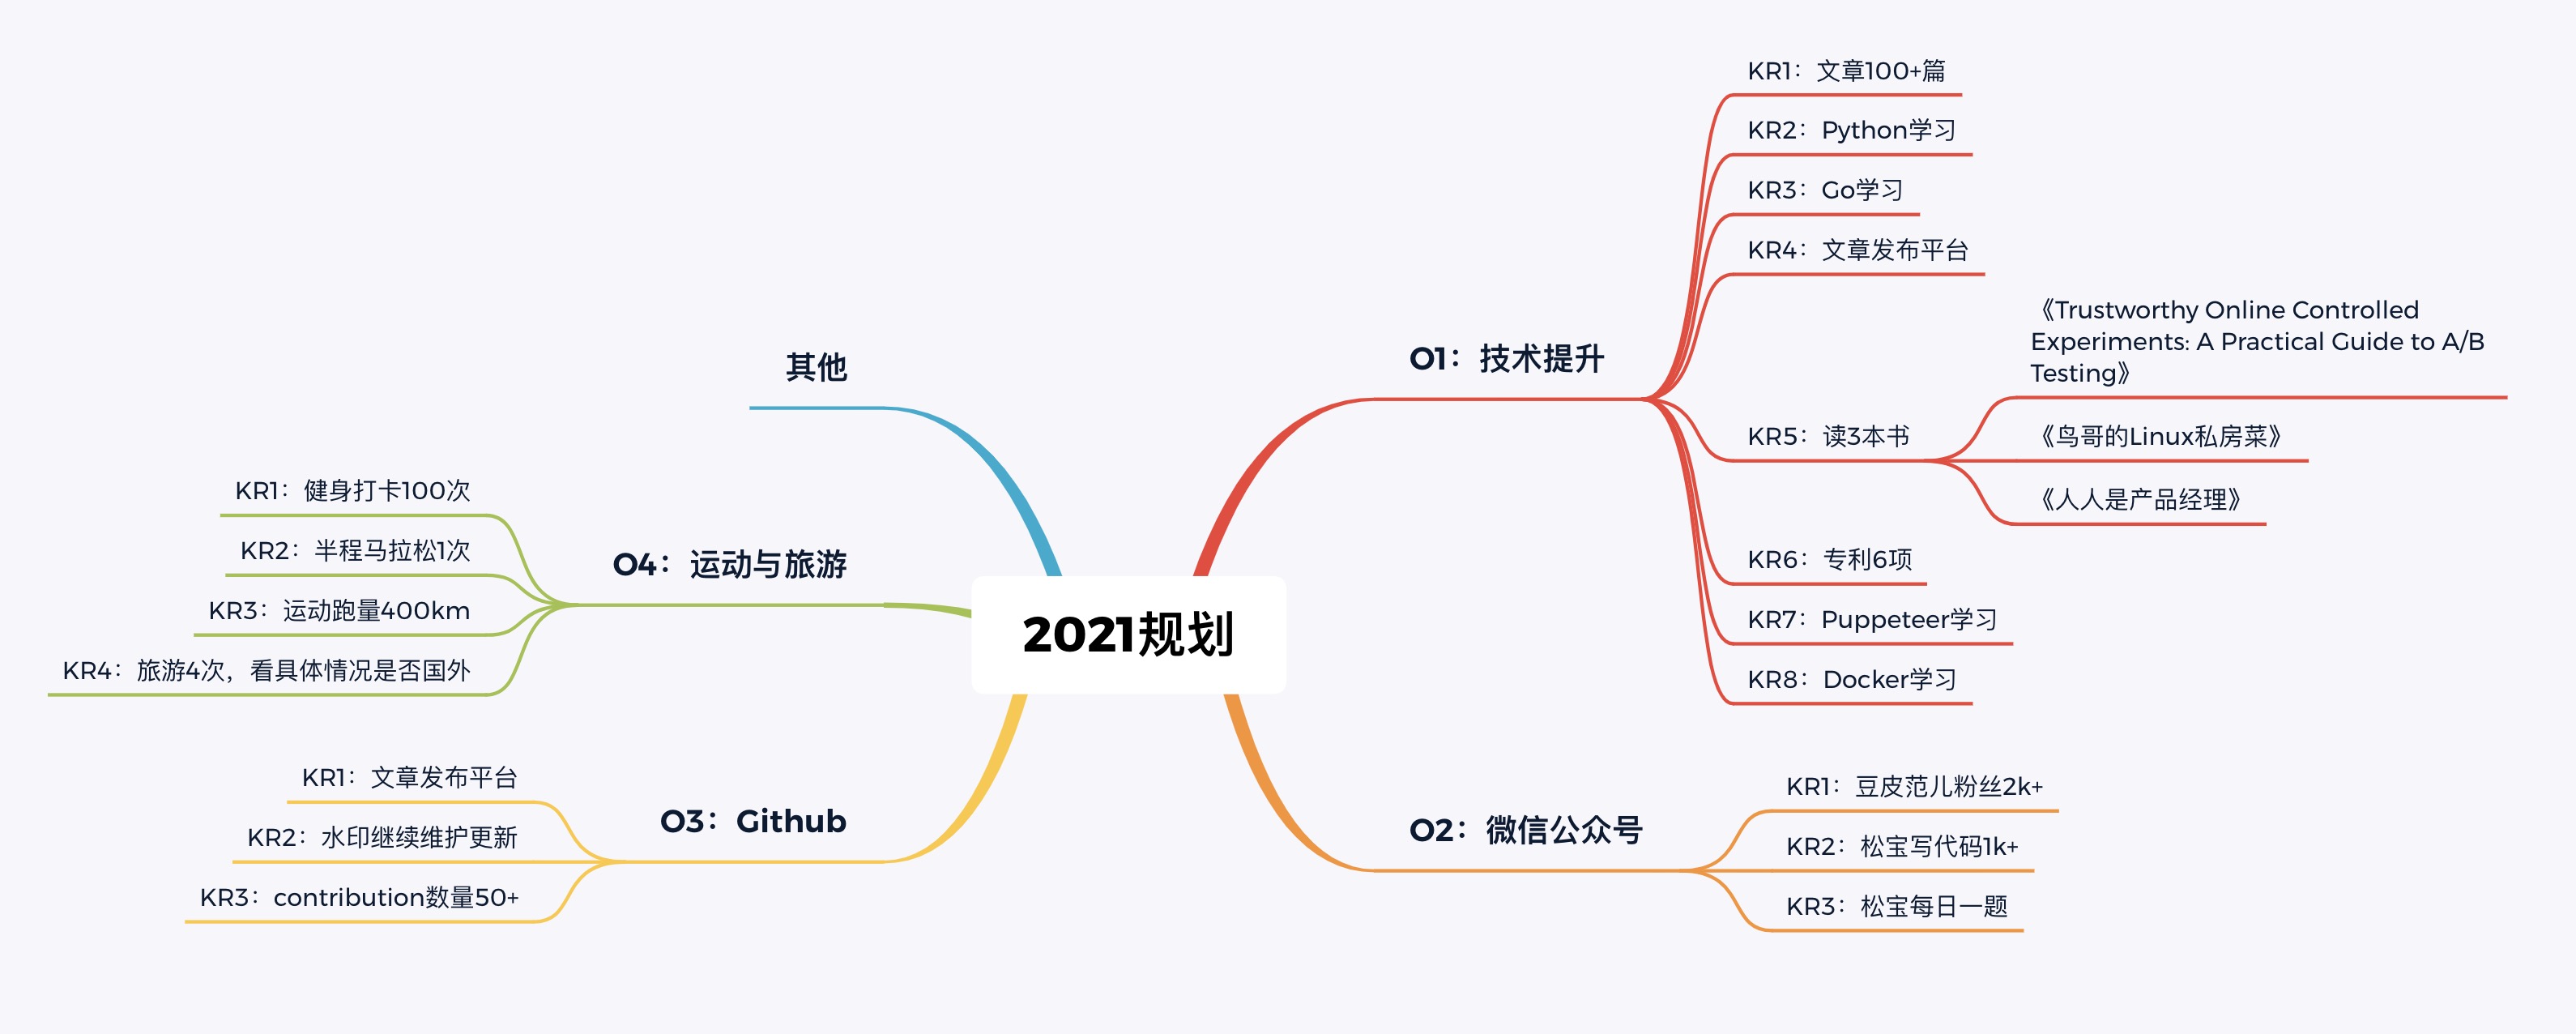 2021规划
O1：技术提升
KR1：文章100+篇
KR2：Python学习
KR3：Go学习
KR4：文章发布平台
KR5：读3本书
《Trustworthy Online Controlled
Experiments: A Practical Guide to A/B
Testing》
《鸟哥的Linux私房菜》
《人人是产品经理》
KR6：专利6项
KR7：Puppeteer学习
KR8：Docker学习
O2：微信公众号
KR1：豆皮范儿粉丝2k+
KR2：松宝写代码1k+
KR3：松宝每日一题
O3：Github
KR1：文章发布平台
KR2：水印继续维护更新
KR3：contribution数量50+
O4：运动与旅游
KR1：健身打卡100次
KR2：半程马拉松1次
KR3：运动跑量400km
KR4：旅游4次，看具体情况是否国外
其他